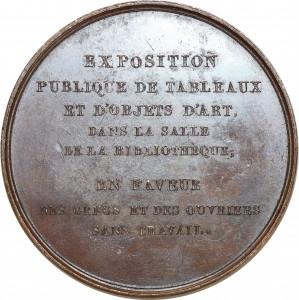 EXPOSITION
PUBLIQUE DE TABLEAUX
ET D'OBJETS D'ART,
DANS LA SALLE
DE LA BIBLIOTHÈQUE,
EN FAVEUR
DES GRECS ET DES OUVRIERS
SANS TRAVAIL.